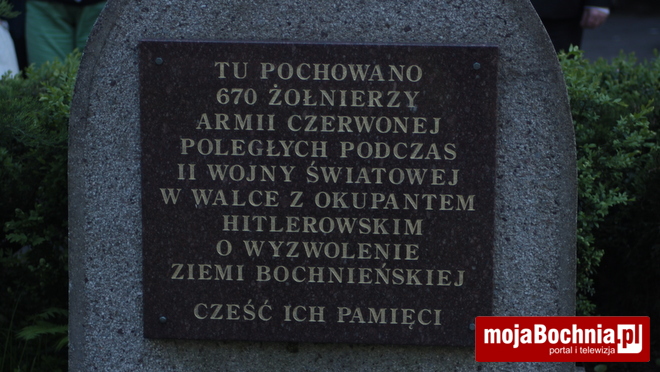 TU POCHOWANO
670 ŻOŁNIERZY
ARMII CZERWONEJ
POLEGŁYCH PODCZAS
II WOJNY ŚWIATOWEJ
W WALCE Z OKUPANTEM
HITLEROWSKIM
O WYZWOLENIE
ZIEMI BOCHNIEŃSKIEJ
CZEŚĆ ICH PAMIĘCI
mojaBochnia.pl
portal i telewizja